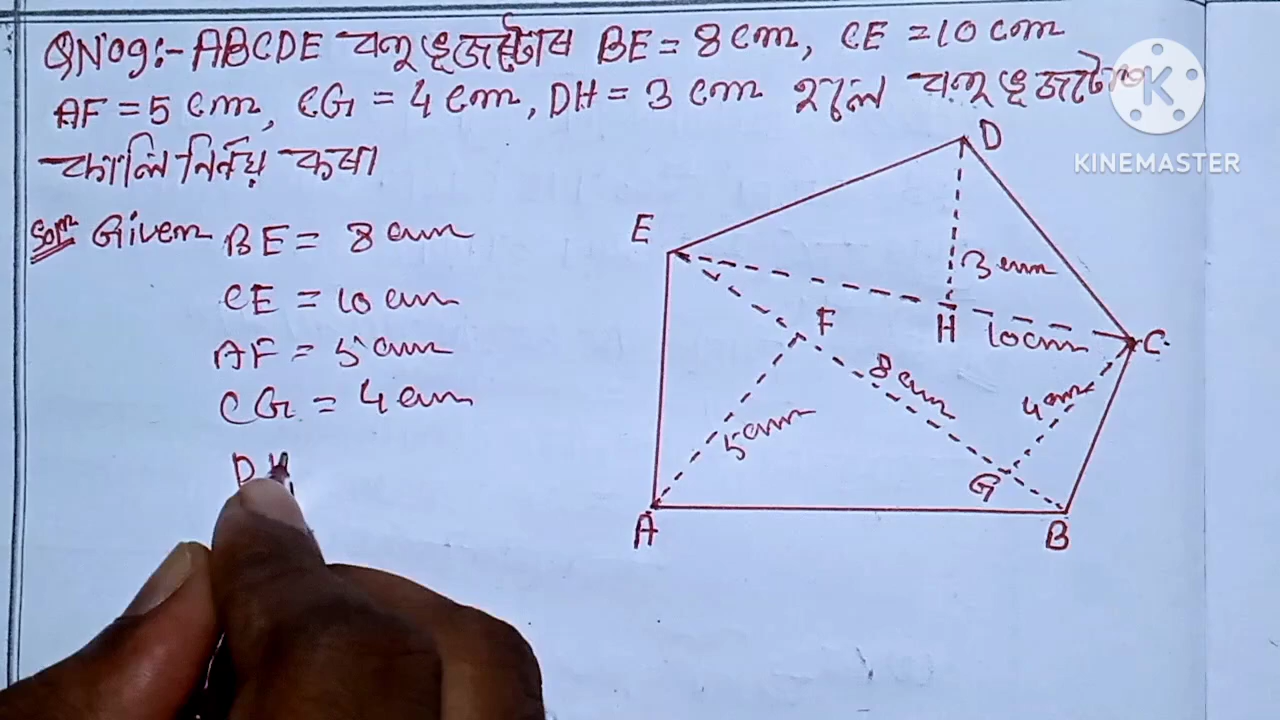 QN09:- ABCDE বহুভূজটোৰ BE = 8 cm, CE = 10 cm
AF = 5 cm, CG = 4 cm, DH = 3 cm হলে বহুভূজটোৰ
কালি নিৰ্ণয় কৰা
Soln Given BE = 8 cm
CE = 10 cm
AF = 5 cm
CG = 4 cm
DH
D
E
3 cm
F
H
10 cm
C
8 cm
4 cm
5 cm
G
A
B
K
KINEMASTER